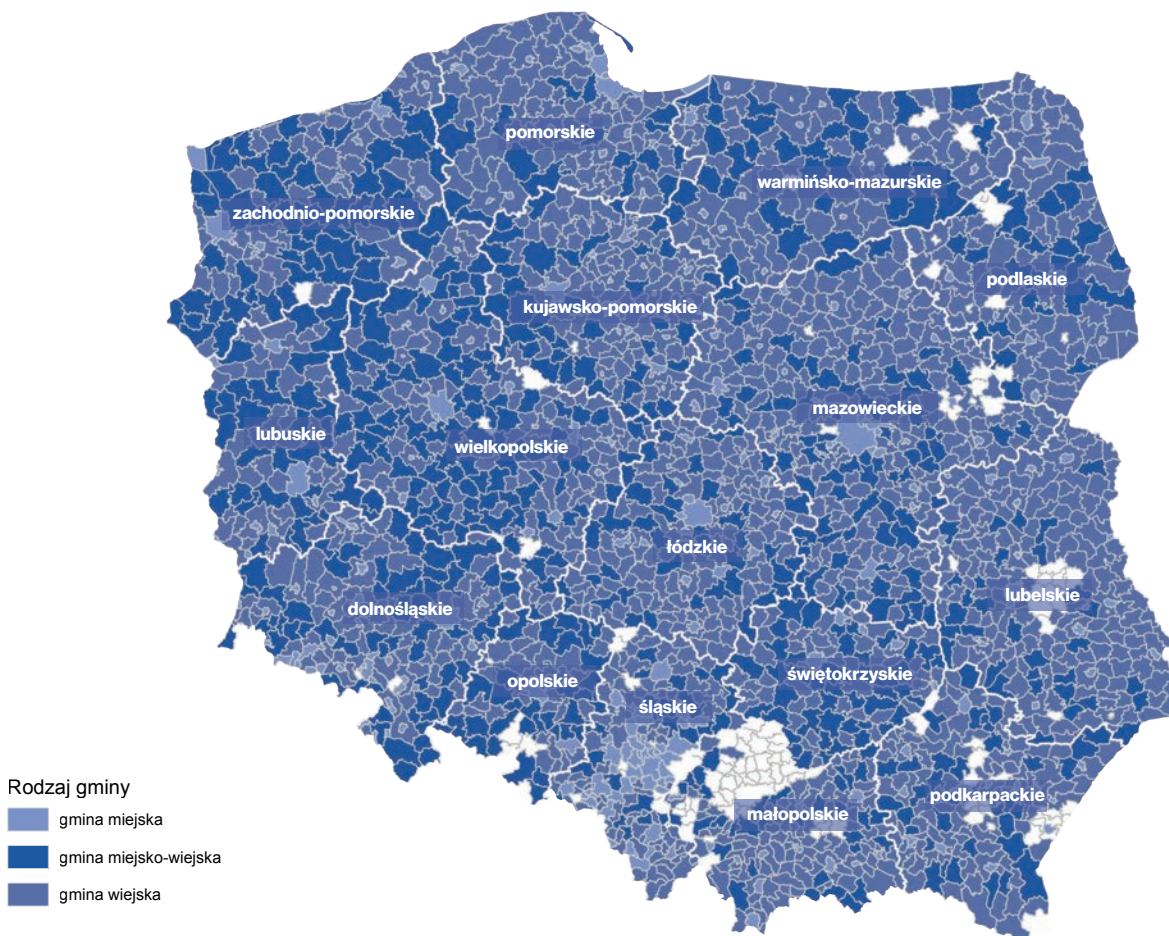 pomorskie
warmińsko-mazurskie
zachodnio-pomorskie
podlaskie
kujawsko-pomorskie
mazowieckie
lubuskie
wielkopolskie
łódzkie
lubelskie
dolnośląskie
świętokrzyskie
opolskie
śląskie
podkarpackie
małopolskie
Rodzaj gminy
gmina miejska
gmina miejsko-wiejska
gmina wiejska